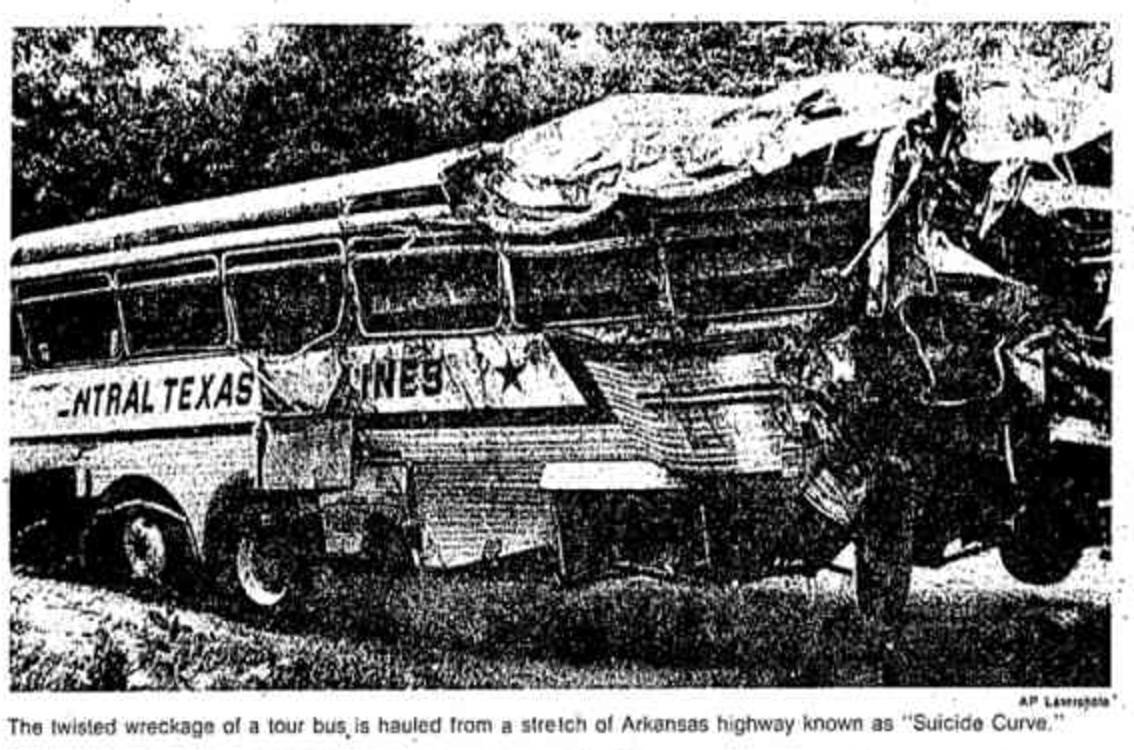 NTRAL TEXAS INES
AP Laserphoto
The twisted wreckage of a tour bus is hauled from a stretch of Arkansas highway known as "Suicide Curve."